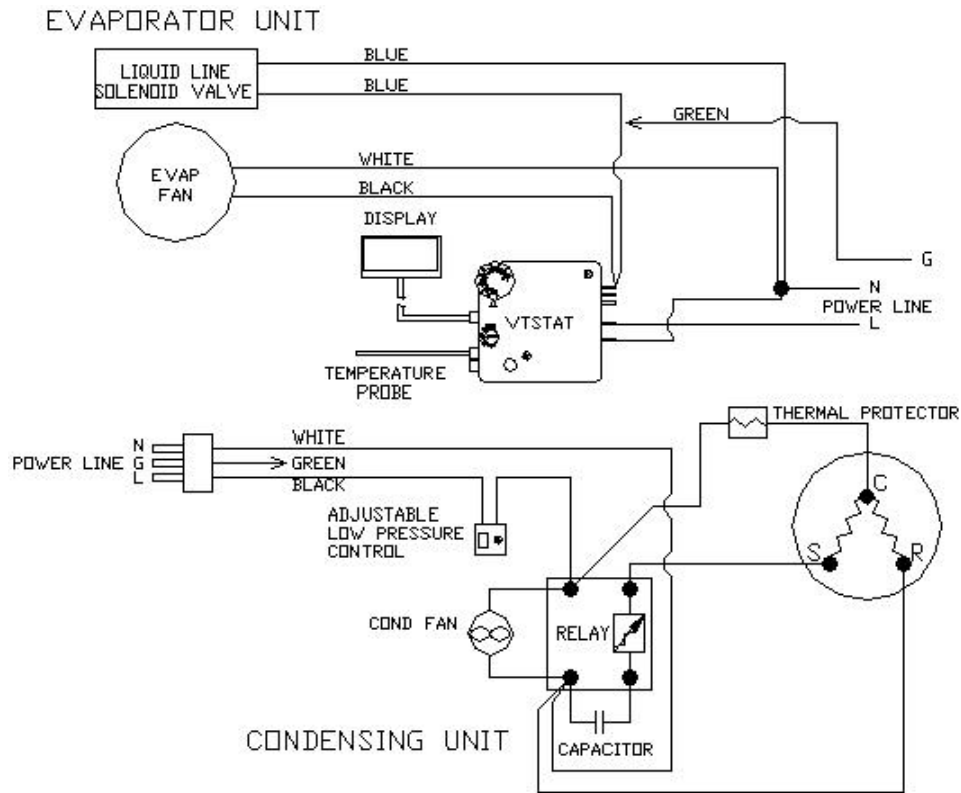 EVAPORATOR UNIT
BLUE
LIQUID LINE
SOLENOID VALVE
BLUE
GREEN
WHITE
EVAP
FAN
BLACK
DISPLAY
G
N
POWER LINE
VTSTAT
L
TEMPERATURE
PROBE
THERMAL PROTECTOR
WHITE
N
POWER LINE G
GREEN
L
BLACK
C
ADJUSTABLE
LOW PRESSURE
CONTROL
S
R
COND FAN
RELAY
CONDENSING UNIT
CAPACITOR